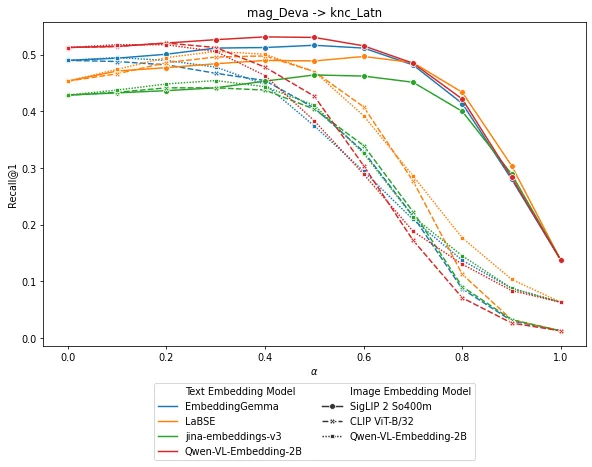 mag_Deva -> knc_Latn
Recall@1
0.5
0.4
0.3
0.2
0.1
0.0
0.0 0.2 0.4 0.6 0.8 1.0
α
Text Embedding Model
EmbeddingGemma
LaBSE
jina-embeddings-v3
Qwen-VL-Embedding-2B
Image Embedding Model
SigLIP 2 So400m
CLIP ViT-B/32
Qwen-VL-Embedding-2B